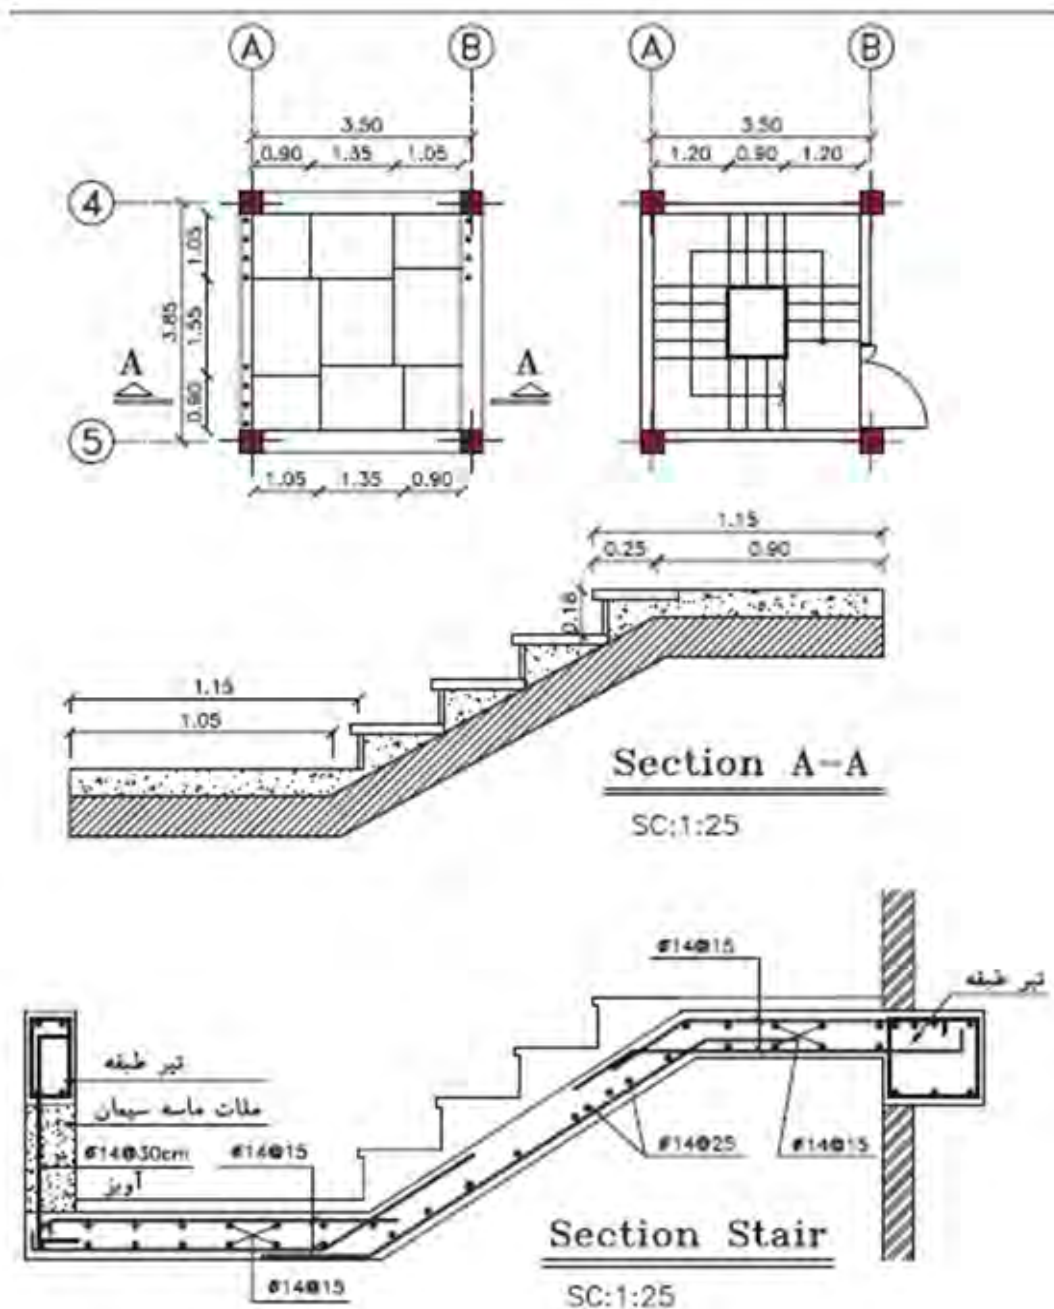 A B A B
3.50 3.50
0.90 1.35 1.05 1.20 0.90 1.20
4
1.05
1.55
3.85
0.90
A A
5
1.05 1.35 0.90
1.15
0.25 0.90
0.18
1.15
1.05
Section A-A
SC:1:25
ø14@15
تیر طبقه
تیر طبقه
ملات ماسه سیمان
ø14@30cm ø14@15 ø14@25 ø14@15
آویز
Section Stair
ø14@15
SC:1:25